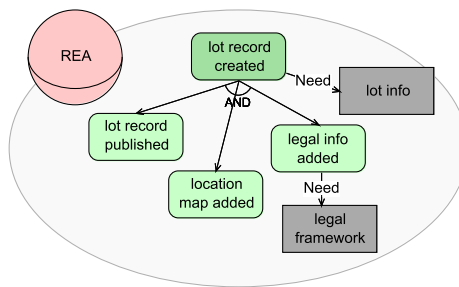 REA
lot record
created
Need
lot info
AND
lot record
published
legal info
added
location
map added
Need
legal
framework